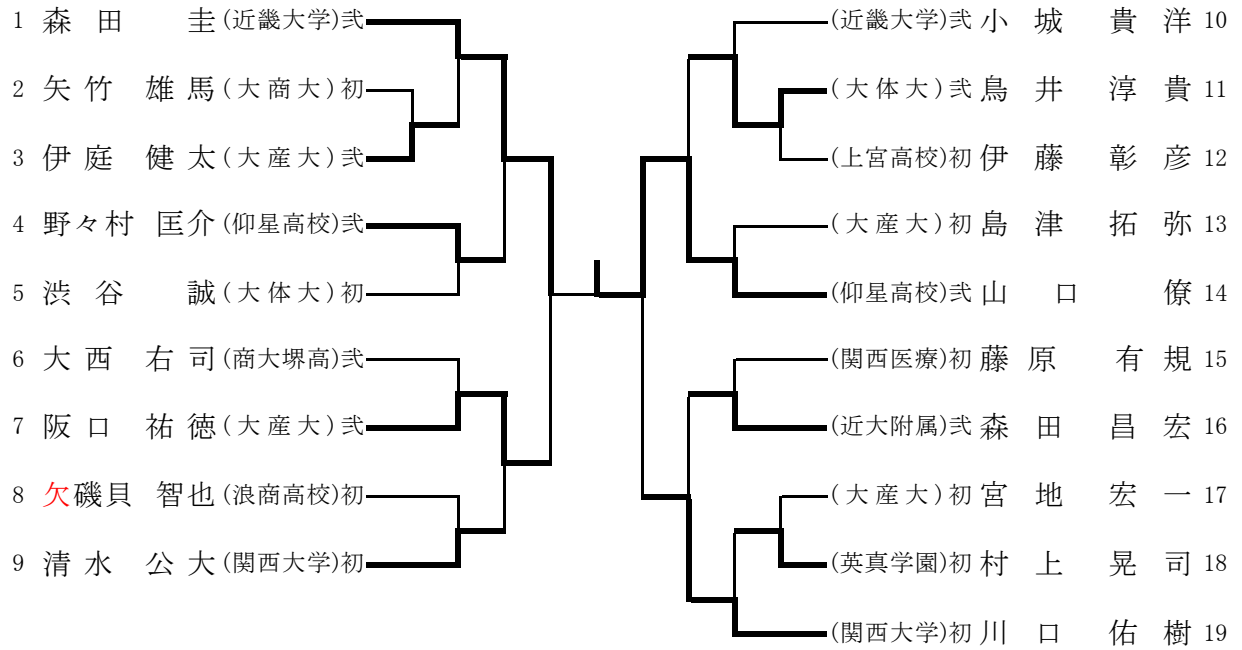 1 森田 圭 (近畿大学)弐
2 矢竹 雄馬 (大商大)初
3 伊庭 健太 (大産大)弐
4 野々村 匡介 (仰星高校)弐
5 渋谷 誠 (大体大)初
6 大西 右司 (商大堺高)弐
7 阪口 祐徳 (大産大)弐
8 欠磯貝 智也 (浪商高校)初
9 清水 公大 (関西大学)初
(近畿大学)弐 小城 貴洋 10
(大体大)弐 鳥井 淳貴 11
(上宮高校)初 伊藤 彰彦 12
(大産大)初 島津 拓弥 13
(仰星高校)弐 山口 僚 14
(関西医療)初 藤原 有規 15
(近大附属)弐 森田 昌宏 16
(大産大)初 宮地 宏一 17
(英真学園)初 村上 晃司 18
(関西大学)初 川口 佑樹 19